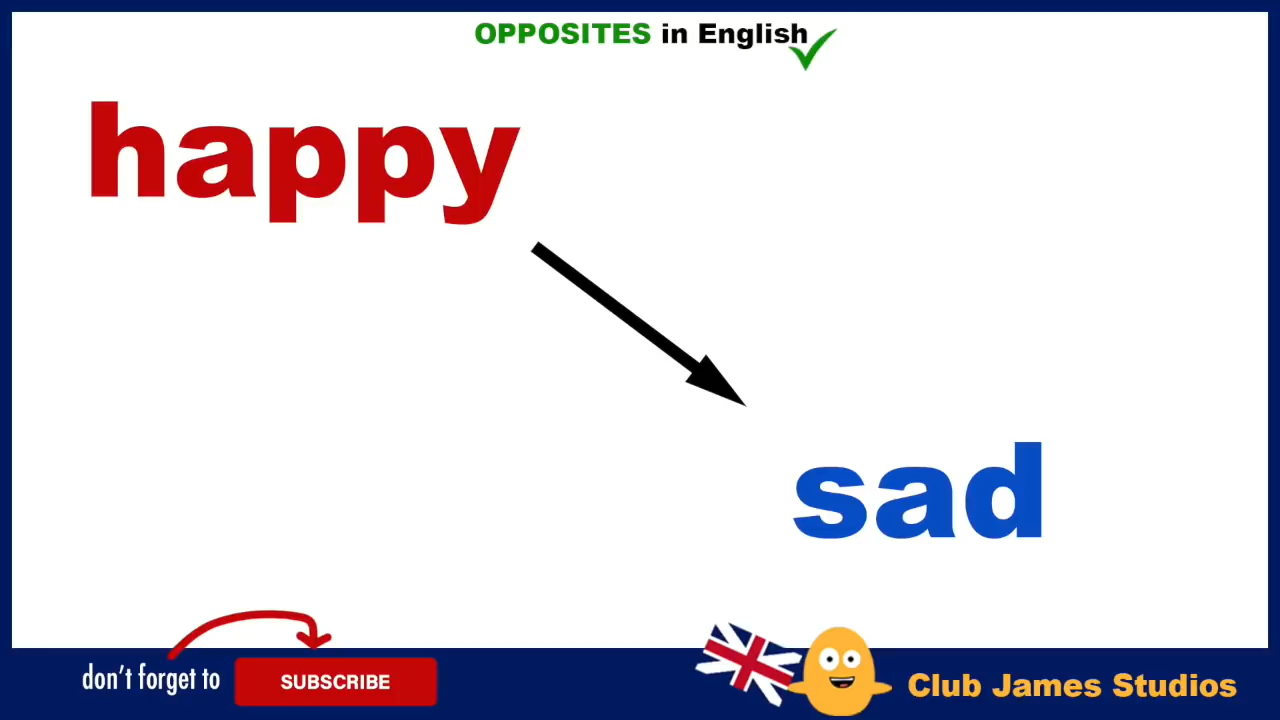 OPPOSITES in English
happy
sad
don't forget to
SUBSCRIBE
Club James Studios